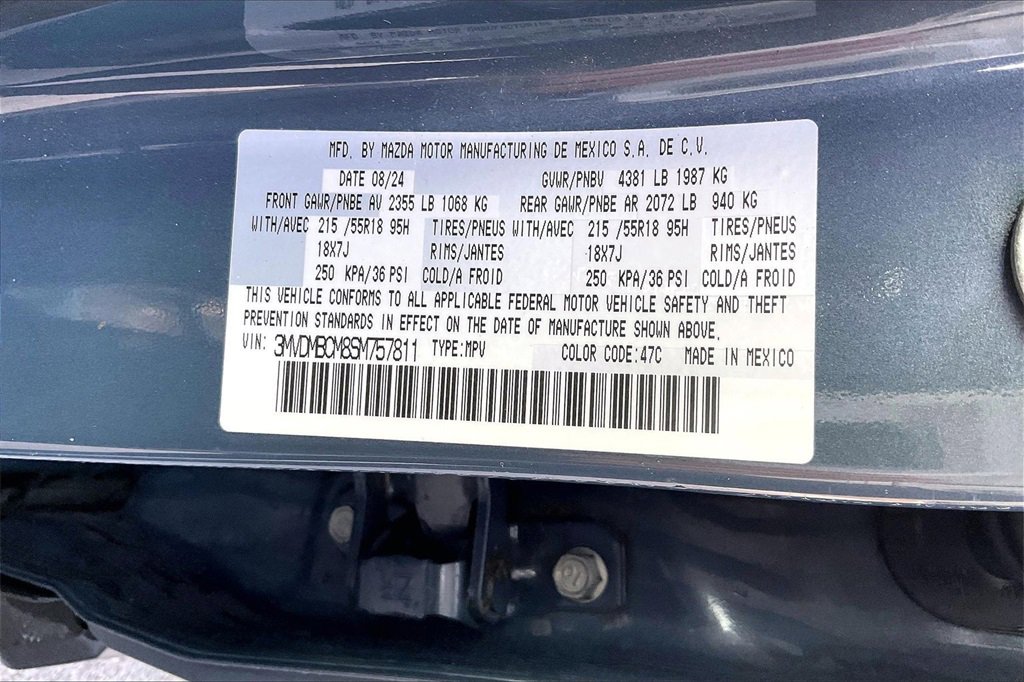 MFD. BY MAZDA MOTOR MANUFACTURING DE MEXICO S.A. DE C.V.
DATE 08/24 GVWR/PNBV 4381 LB 1987 KG
FRONT GAWR/PNBE AV 2355 LB 1068 KG REAR GAWR/PNBE AR 2072 LB 940 KG
WITH/AVEC 215 /55R18 95H TIRES/PNEUS WITH/AVEC 215 /55R18 95H TIRES/PNEUS
18X7J RIMS/JANTES 18X7J RIMS/JANTES
250 KPA/36 PSI COLD/A FROID 250 KPA/36 PSI COLD/A FROID
THIS VEHICLE CONFORMS TO ALL APPLICABLE FEDERAL MOTOR VEHICLE SAFETY AND THEFT
PREVENTION STANDARDS IN EFFECT ON THE DATE OF MANUFACTURE SHOWN ABOVE.
VIN: 3MVDMBCM8SM757811 TYPE:MPV COLOR CODE:47C MADE IN MEXICO